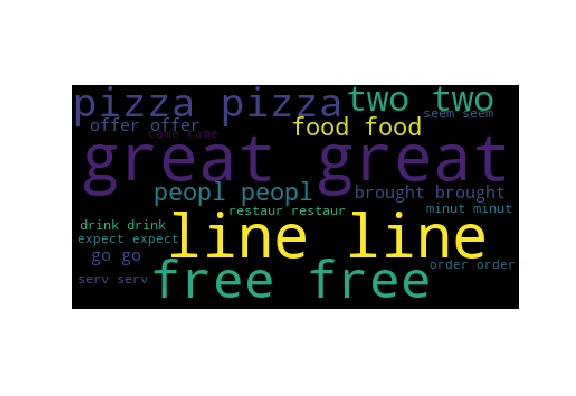 pizza pizza two two
offer offer food food seem seem
came came
great great
peopl peopl brought brought
restaur restaur minut minut
drink drink line line
expect expect
go go order order
serv serv free free